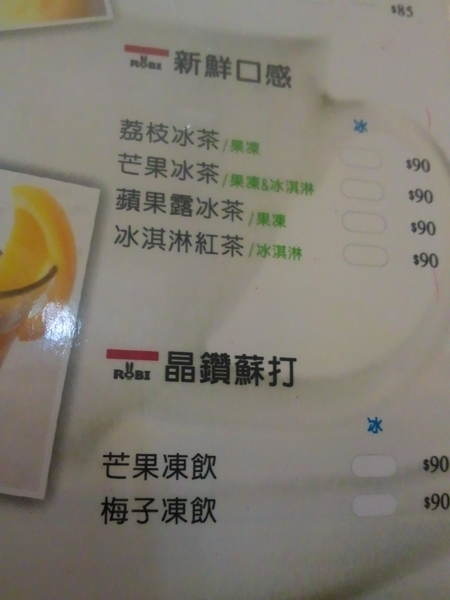 $85
RUBI 新鮮口感
冰
荔枝冰茶/果凍 $90
芒果冰茶/果凍&冰淇淋 $90
蘋果露冰茶/果凍 $90
冰淇淋紅茶/冰淇淋 $90
RUBI 晶鑽蘇打
冰
芒果凍飲 $90
梅子凍飲 $90